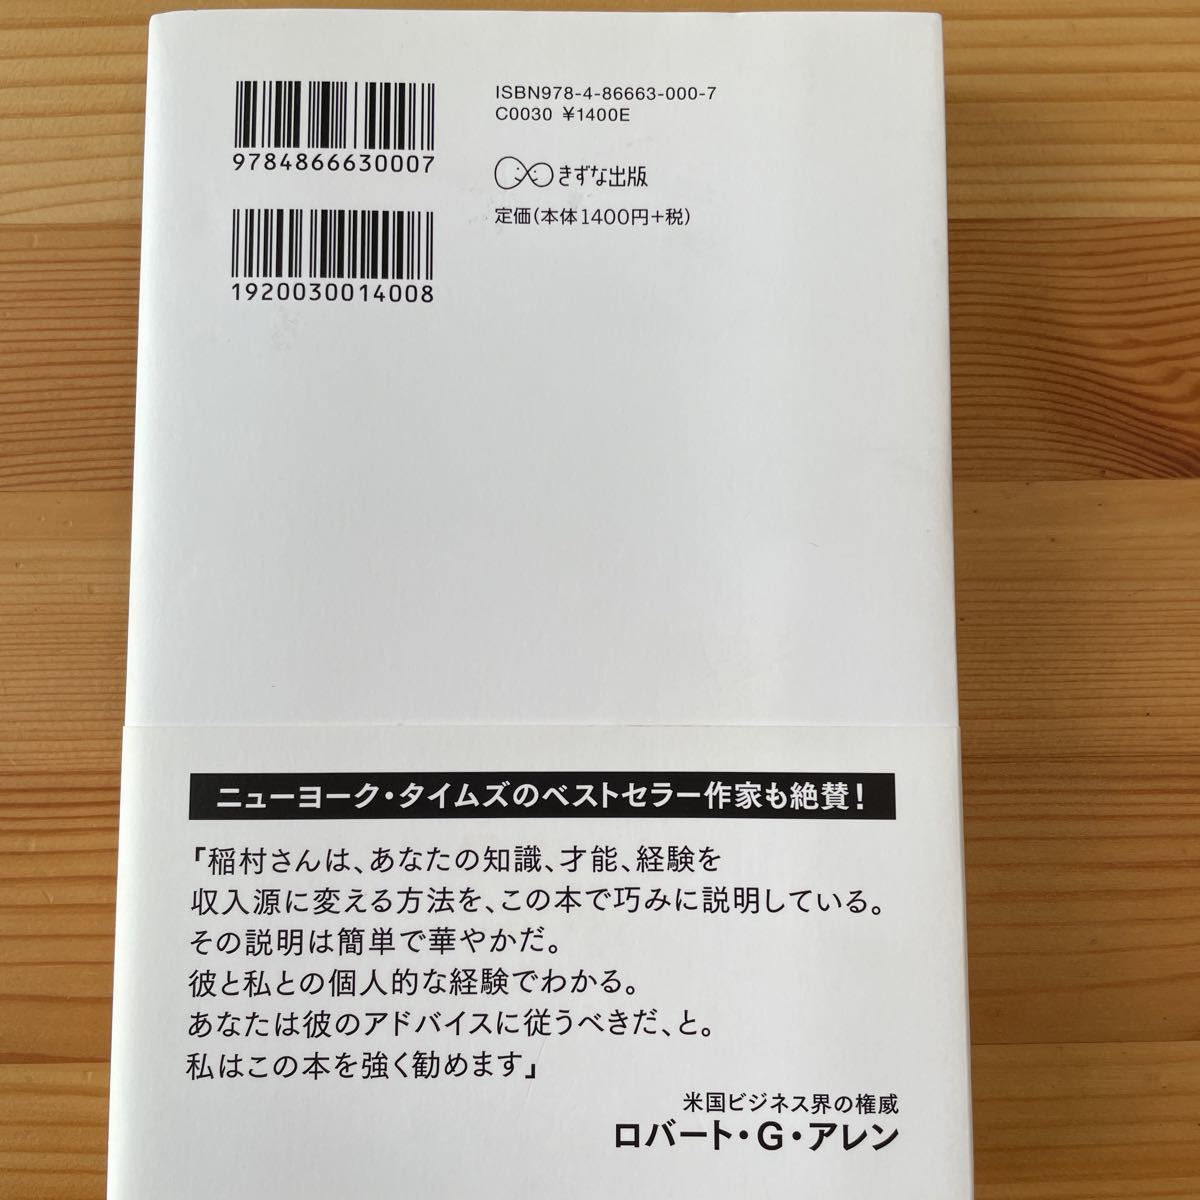 9784866630007
1920030014008
ISBN978-4-86663-000-7
C0030 ¥1400E
きずな出版
定価(本体1400円+税)
ニューヨーク・タイムズのベストセラー作家も絶賛！
「稲村さんは、あなたの知識、才能、経験を
収入源に変える方法を、この本で巧みに説明している。
その説明は簡単で華やかだ。
彼と私との個人的な経験でわかる。
あなたは彼のアドバイスに従うべきだ、と。
私はこの本を強く勧めます」
米国ビジネス界の権威
ロバート・G・アレン